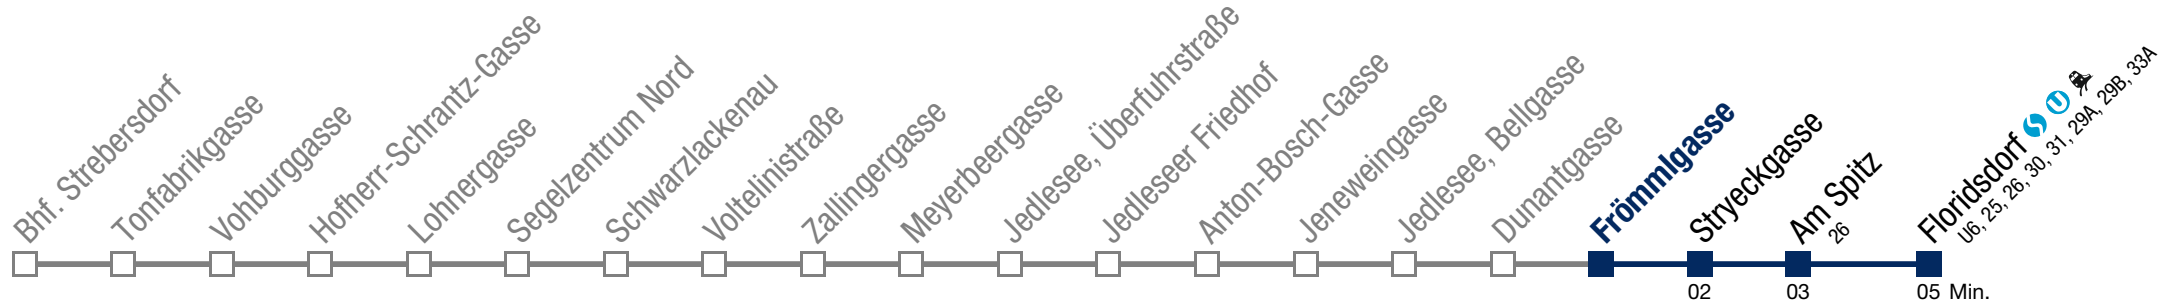 Bhf. Strebersdorf
Tonfabrikgasse
Vohburggasse
Hofherr-Schrantz-Gasse
Lohnergasse
Segelzentrum Nord
Schwarzlackenau
Voltelinistraße
Zallingergasse
Meyerbeergasse
Jedlesee, Überfuhrstraße
Jedleseer Friedhof
Anton-Bosch-Gasse
Jeneweingasse
Jedlesee, Bellgasse
Dunantgasse
Frömmlgasse
Stryeckgasse
Am Spitz
26
Floridsdorf S U
U6, 25, 26, 30, 31, 29A, 29B, 33A
02
03
05 Min.